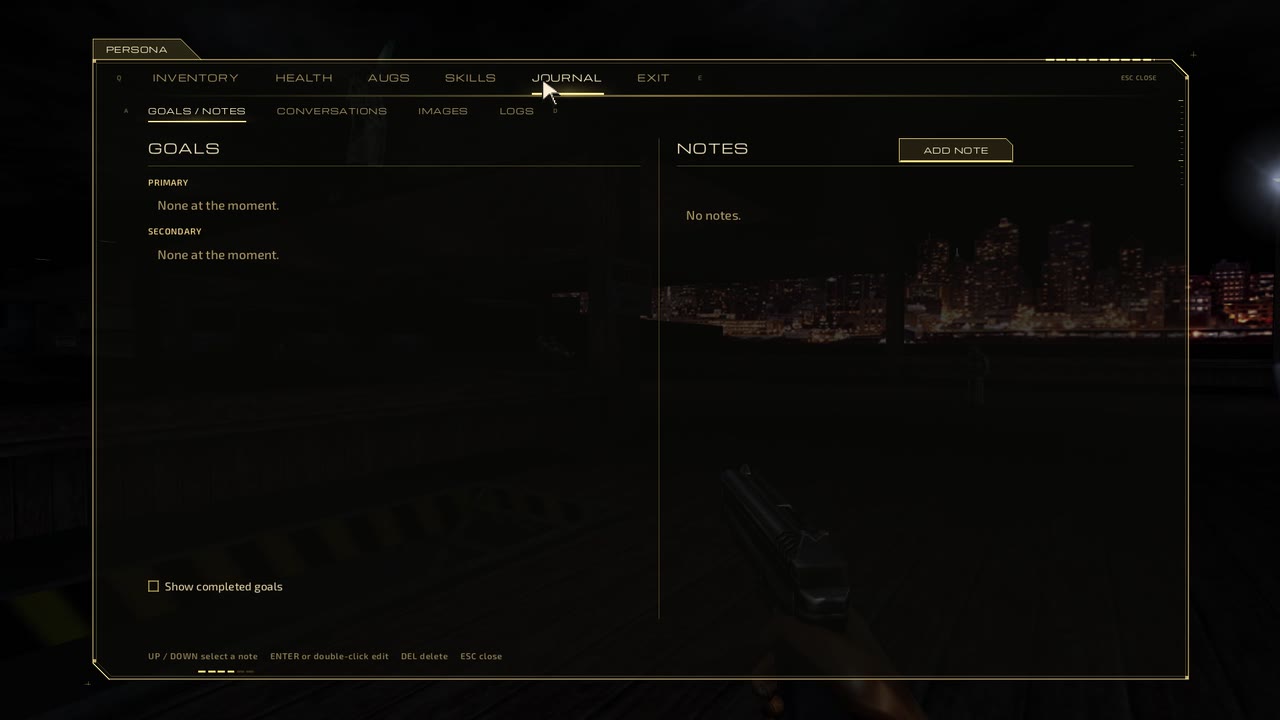 PERSONA
Q INVENTORY HEALTH AUGS SKILLS JOURNAL EXIT E ESC CLOSE
A GOALS / NOTES CONVERSATIONS IMAGES LOGS D
GOALS
PRIMARY
None at the moment.
SECONDARY
None at the moment.
Show completed goals
NOTES
ADD NOTE
No notes.
UP / DOWN select a note ENTER or double-click edit DEL delete ESC close